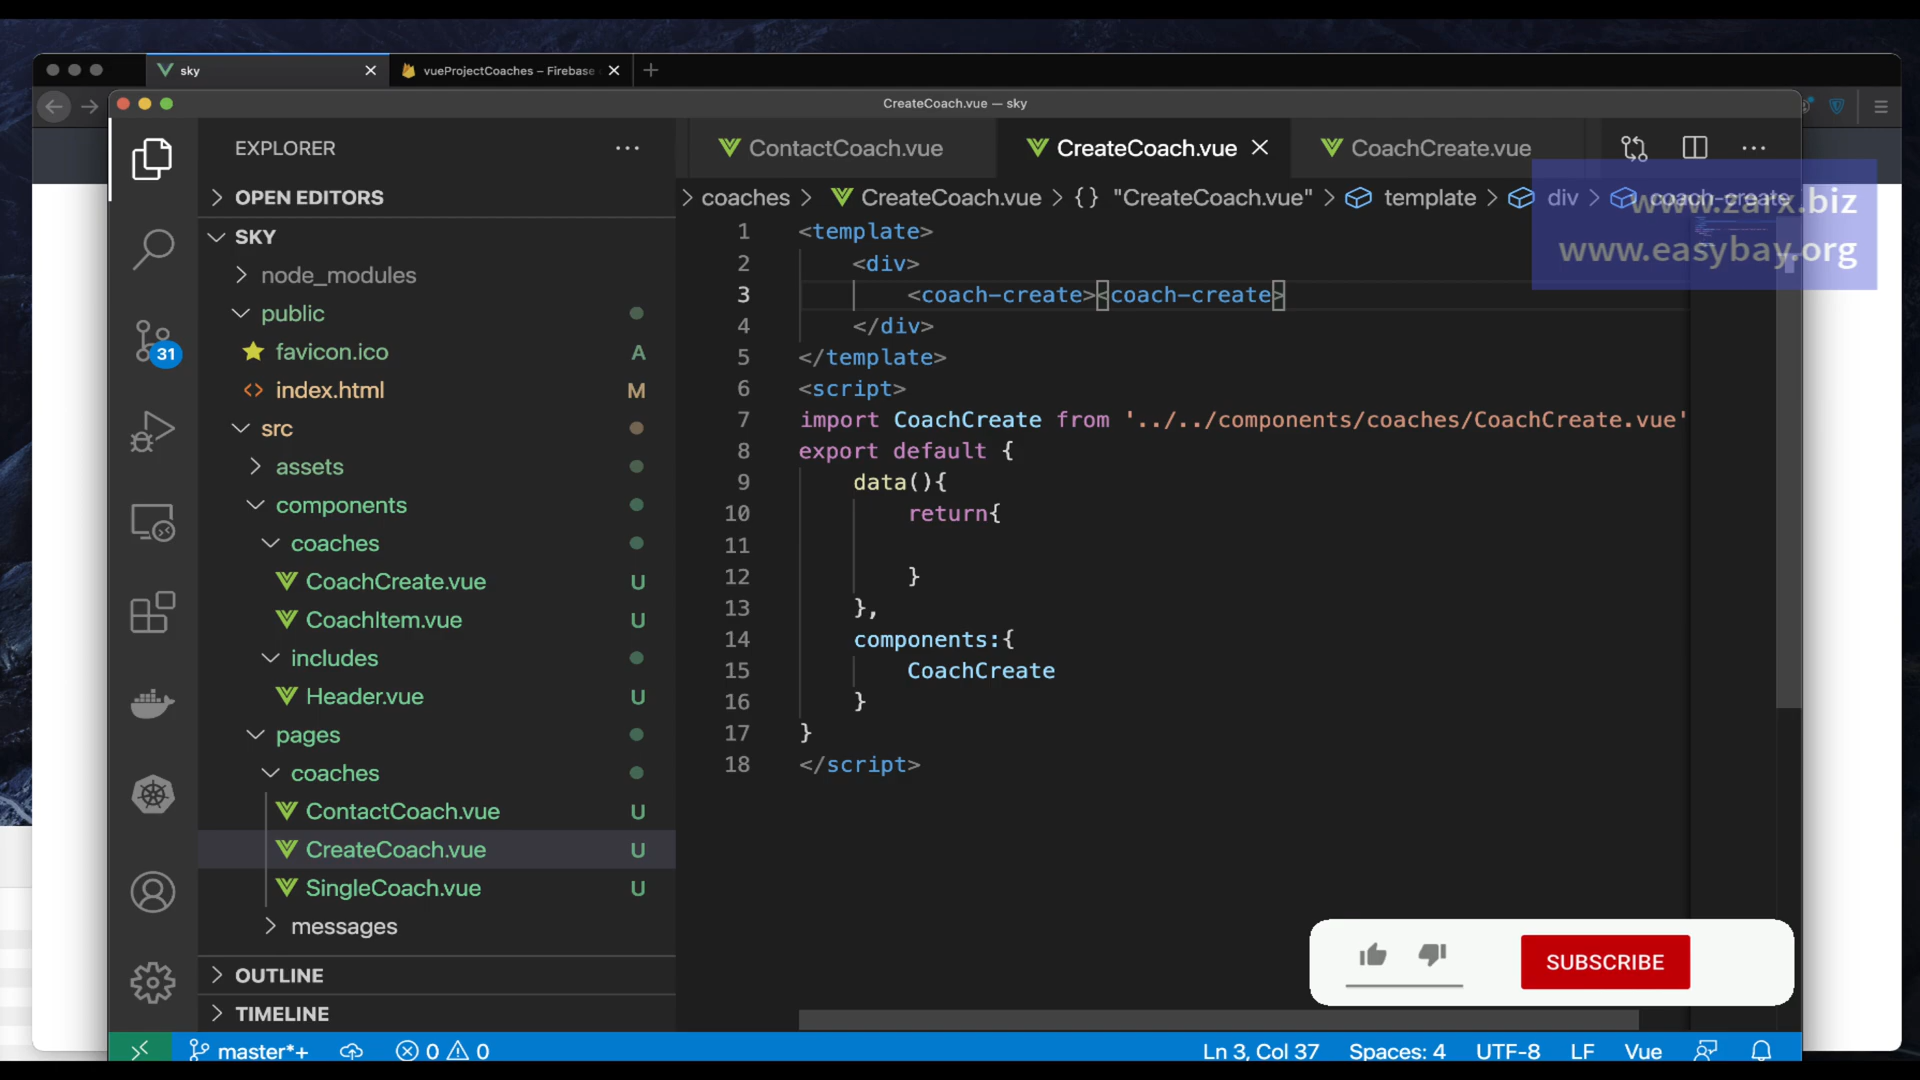 sky
vueProjectCoaches – Firebase
CreateCoach.vue — sky
EXPLORER
ContactCoach.vue
CreateCoach.vue
CoachCreate.vue
OPEN EDITORS
coaches > CreateCoach.vue > {} "CreateCoach.vue" > template > div > coach-create
www.zarx.biz
www.easybay.org
SKY
node_modules
public
favicon.ico A
index.html M
src
assets
components
coaches
CoachCreate.vue U
CoachItem.vue U
includes
Header.vue U
pages
coaches
ContactCoach.vue U
CreateCoach.vue U
SingleCoach.vue U
messages
OUTLINE
TIMELINE
31
1 <template>
2 <div>
3 <coach-create><coach-create>
4 </div>
5 </template>
6 <script>
7 import CoachCreate from '../../components/coaches/CoachCreate.vue'
8 export default {
9 data(){
10 return{
11
12 }
13 },
14 components:{
15 CoachCreate
16 }
17 }
18 </script>
SUBSCRIBE
master*+ 0 0 Ln 3, Col 37 Spaces: 4 UTF-8 LF Vue